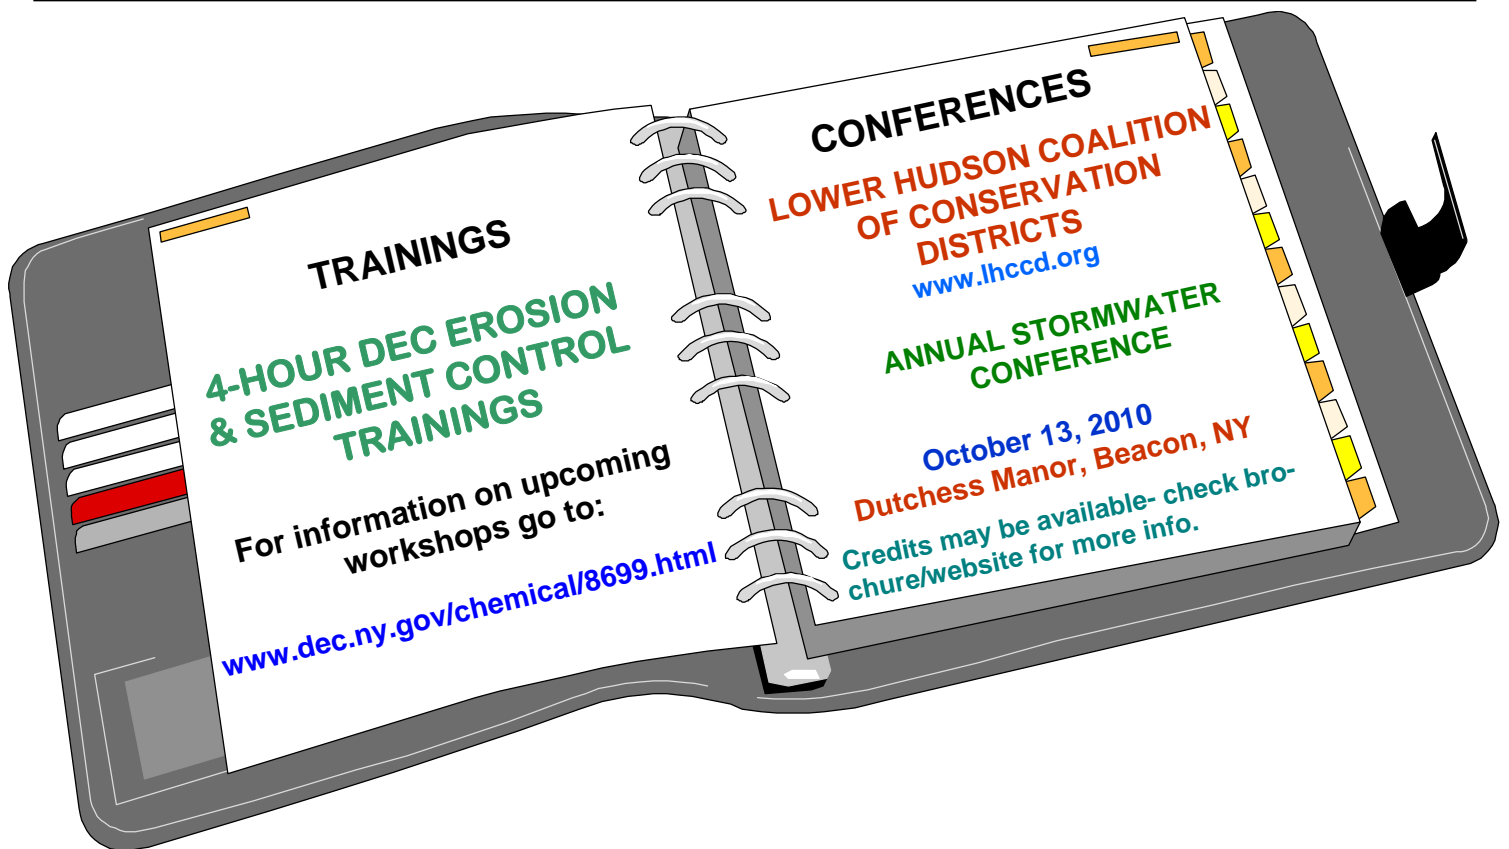 TRAININGS
4-HOUR DEC EROSION
& SEDIMENT CONTROL
TRAININGS
For information on upcoming
workshops go to:
www.dec.ny.gov/chemical/8699.html
CONFERENCES
LOWER HUDSON COALITION
OF CONSERVATION
DISTRICTS
www.lhccd.org
ANNUAL STORMWATER
CONFERENCE
October 13, 2010
Dutchess Manor, Beacon, NY
Credits may be available- check bro-
chure/website for more info.